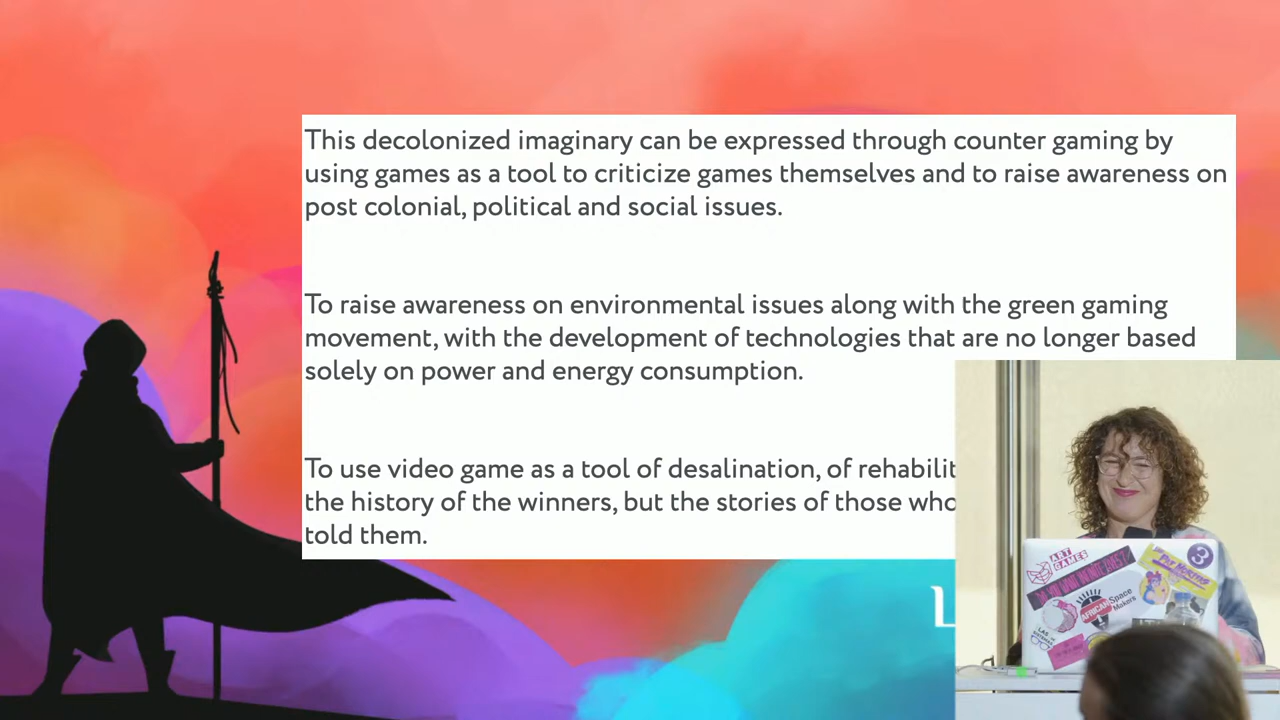 This decolonized imaginary can be expressed through counter gaming by
using games as a tool to criticize games themselves and to raise awareness on
post colonial, political and social issues.
To raise awareness on environmental issues along with the green gaming
movement, with the development of technologies that are no longer based
solely on power and energy consumption.
To use video game as a tool of desalination, of rehabilit
the history of the winners, but the stories of those who
told them.
ART
GAMES
AFRICAN Space
Makers
3